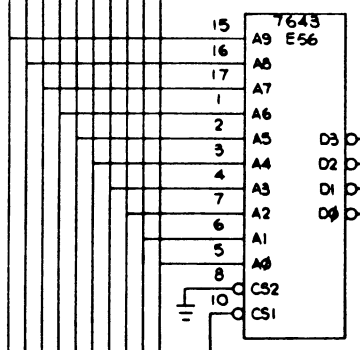 7643
15 A9 E56
16 A8
17 A7
1 A6
2 A5 D3
3 A4 D2
4 A3 D1
7 A2 DØ
6 A1
5 AØ
8 CS2
10 CS1